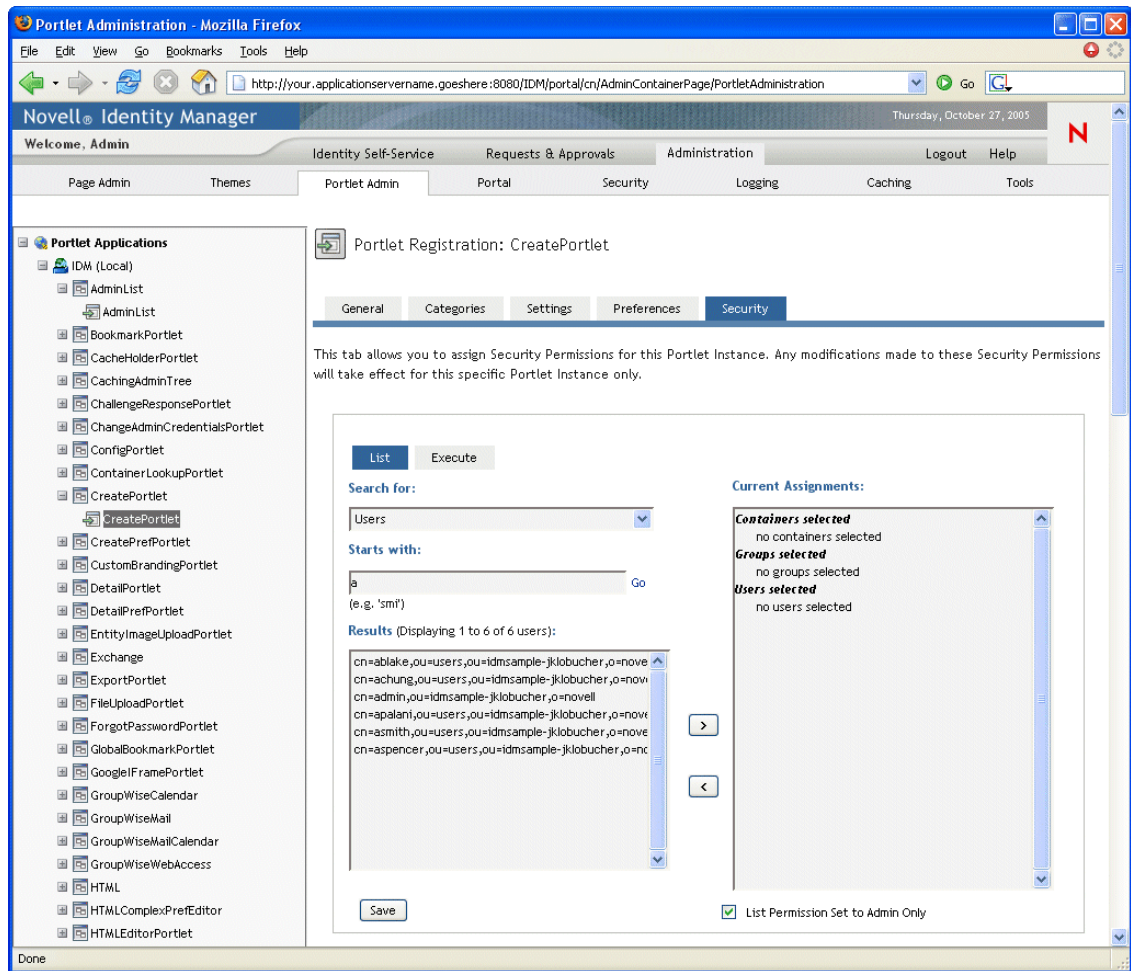 Portlet Administration - Mozilla Firefox
File Edit View Go Bookmarks Tools Help
http://your.applicationservername.goeshere:8080/IDM/portal/cn/AdminContainerPage/PortletAdministration Go G
Novell® Identity Manager Thursday, October 27, 2005
N
Welcome, Admin
Identity Self-Service Requests & Approvals Administration Logout Help
Page Admin Themes Portlet Admin Portal Security Logging Caching Tools
Portlet Applications
IDM (Local)
AdminList
AdminList
BookmarkPortlet
CacheHolderPortlet
CachingAdminTree
ChallengeResponsePortlet
ChangeAdminCredentialsPortlet
ConfigPortlet
ContainerLookupPortlet
CreatePortlet
CreatePortlet
CreatePrefPortlet
CustomBrandingPortlet
DetailPortlet
DetailPrefPortlet
EntityImageUploadPortlet
Exchange
ExportPortlet
FileUploadPortlet
ForgotPasswordPortlet
GlobalBookmarkPortlet
GoogleIFramePortlet
GroupWiseCalendar
GroupWiseMail
GroupWiseMailCalendar
GroupWiseWebAccess
HTML
HTMLComplexPrefEditor
HTMLEditorPortlet
Portlet Registration: CreatePortlet
General Categories Settings Preferences Security
This tab allows you to assign Security Permissions for this Portlet Instance. Any modifications made to these Security Permissions
will take effect for this specific Portlet Instance only.
List Execute
Search for:
Users
Starts with:
a Go
(e.g. 'smi')
Results (Displaying 1 to 6 of 6 users):
cn=ablake,ou=users,ou=idmsample-jklobucher,o=nove
cn=achung,ou=users,ou=idmsample-jklobucher,o=nov
cn=admin,ou=idmsample-jklobucher,o=novell
cn=apalani,ou=users,ou=idmsample-jklobucher,o=nove
cn=asmith,ou=users,ou=idmsample-jklobucher,o=nove
cn=aspencer,ou=users,ou=idmsample-jklobucher,o=nc
>
<
Save
Current Assignments:
Containers selected
no containers selected
Groups selected
no groups selected
Users selected
no users selected
List Permission Set to Admin Only
Done